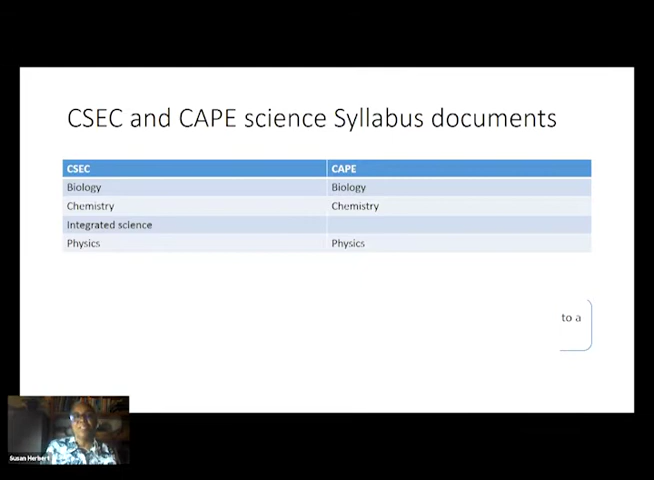 CSEC and CAPE science Syllabus documents
CSEC CAPE
Biology Biology
Chemistry Chemistry
Integrated science
Physics Physics
to a
Susan Herbert